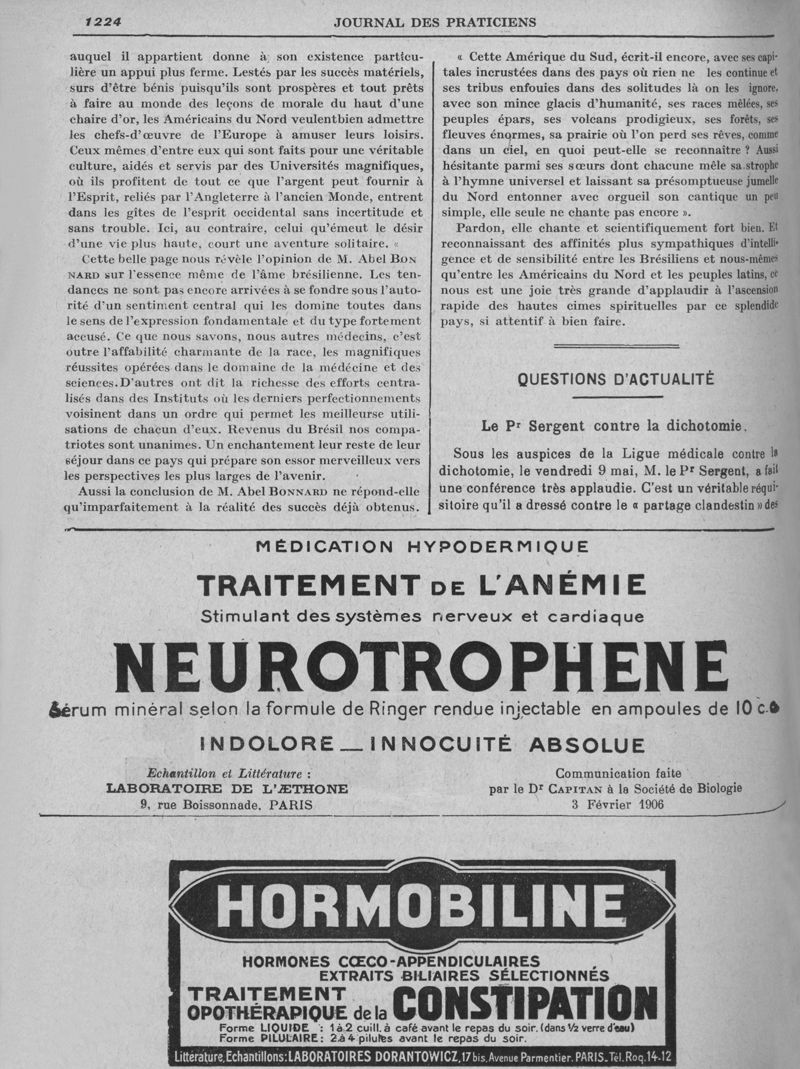 1224
JOURNAL DES PRATICIENS
auquel il appartient donne à son existence particu-
lière un appui plus ferme. Lestés par les succès matériels,
surs d'être bénis puisqu'ils sont prospères et tout prêts
à faire au monde des leçons de morale du haut d'une
chaire d'or, les Américains du Nord veulentbien admettre
les chefs-d'œuvre de l'Europe à amuser leurs loisirs.
Ceux mêmes d'entre eux qui sont faits pour une véritable
culture, aidés et servis par des Universités magnifiques,
où ils profitent de tout ce que l'argent peut fournir à
l'Esprit, reliés par l'Angleterre à l'ancien Monde, entrent
dans les gîtes de l'esprit occidental sans incertitude et
sans trouble. Ici, au contraire, celui qu'émeut le désir
d'une vie plus haute, court une aventure solitaire. «
Cette belle page nous révèle l'opinion de M. Abel BON
NARD sur l'essence même de l'âme brésilienne. Les ten-
dances ne sont pas encore arrivées à se fondre sous l'auto-
rité d'un sentiment central qui les domine toutes dans
le sens de l'expression fondamentale et du type fortement
accusé. Ce que nous savons, nous autres médecins, c'est
outre l'affabilité charmante de la race, les magnifiques
réussites opérées dans le domaine de la médécine et des
sciences.D'autres ont dit la richesse des efforts centra-
lisés dans des Instituts où les derniers perfectionnements
voisinent dans un ordre qui permet les meilleurse utili-
sations de chacun d'eux. Revenus du Brésil nos compa-
triotes sont unanimes. Un enchantement leur reste de leur
séjour dans ce pays qui prépare son essor merveilleux vers
les perspectives les plus larges de l'avenir.
Aussi la conclusion de M. Abel BONNARD ne répond-elle
qu'imparfaitement à la réalité des succès déjà obtenus.
« Cette Amérique du Sud, écrit-il encore, avec ses capi-
tales incrustées dans des pays où rien ne les continue et
ses tribus enfouies dans des solitudes là on les ignore,
avec son mince glacis d'humanité, ses races mêlées, ses
peuples épars, ses volcans prodigieux, ses forêts, ses
fleuves énormes, sa prairie où l'on perd ses rêves, comme
dans un ciel, en quoi peut-elle se reconnaître ? Aussi
hésitante parmi ses sœurs dont chacune mêle sa strophe
à l'hymne universel et laissant sa présomptueuse jumelle
du Nord entonner avec orgueil son cantique un peu
simple, elle seule ne chante pas encore ».
Pardon, elle chante et scientifiquement fort bien. Et
reconnaissant des affinités plus sympathiques d'intelli-
gence et de sensibilité entre les Brésiliens et nous-mêmes
qu'entre les Américains du Nord et les peuples latins, ce
nous est une joie très grande d'applaudir à l'ascension
rapide des hautes cimes spirituelles par ce splendide
pays, si attentif à bien faire.
QUESTIONS D'ACTUALITÉ
Le Pr Sergent contre la dichotomie.
Sous les auspices de la Ligue médicale contre la
dichotomie, le vendredi 9 mai, M. le Pr Sergent, a fait
une conférence très applaudie. C'est un véritable réqui-
sitoire qu'il a dressé contre le « partage clandestin » des
MÉDICATION HYPODERMIQUE
TRAITEMENT DE L'ANÉMIE
Stimulant des systèmes nerveux et cardiaque
NEUROTROPHENE
Sérum minéral selon la formule de Ringer rendue injectable en ampoules de 10 c.c
INDOLORE — INNOCUITÉ ABSOLUE
Echantillon et Littérature :
LABORATOIRE DE L'ÆTHONE
9, rue Boissonnade, PARIS
Communication faite
par le Dr CAPITAN à la Société de Biologie
3 Février 1906
HORMOBILINE
HORMONES CŒCO-APPENDICULAIRES
EXTRAITS BILIAIRES SÉLECTIONNÉS
TRAITEMENT
OPOTHÉRAPIQUE de la CONSTIPATION
Forme LIQUIDE : 1 à 2 cuill. à café avant le repas du soir. (dans 1/2 verre d'eau)
Forme PILULAIRE : 2 à 4 pilules avant le repas du soir.
Littérature, Echantillons: LABORATOIRES DORANTOWICZ, 17 bis, Avenue Parmentier. PARIS. Tél. Roq. 14-12